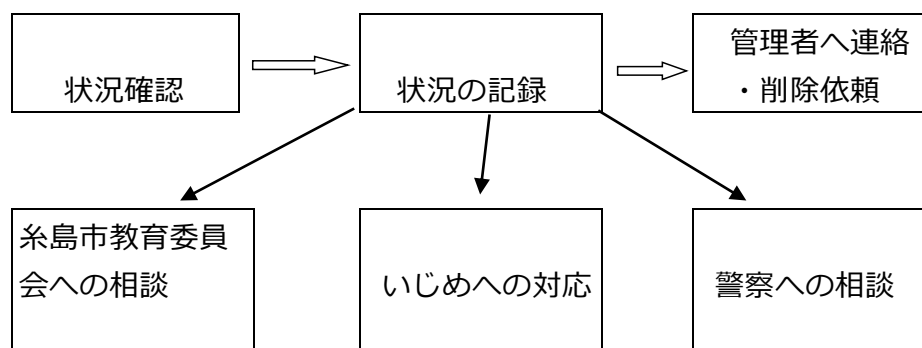 状況確認
状況の記録
管理者へ連絡
・削除依頼
糸島市教育委員
会への相談
いじめへの対応
警察への相談